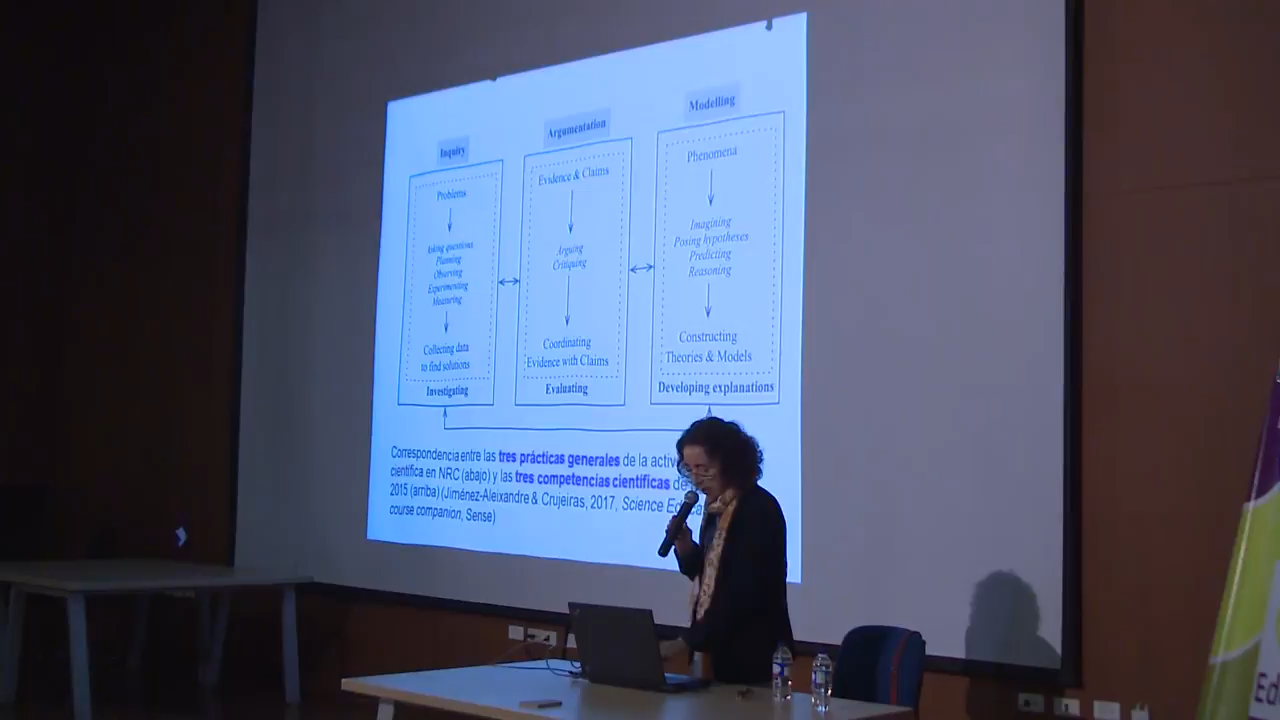 Inquiry
Problems
Asking questions
Planning
Observing
Experimenting
Measuring
Collecting data
to find solutions
Investigating
Argumentation
Evidence & Claims
Arguing
Critiquing
Coordinating
Evidence with Claims
Evaluating
Modelling
Phenomena
Imagining
Posing hypotheses
Predicting
Reasoning
Constructing
Theories & Models
Developing explanations
Correspondencia entre las tres prácticas generales de la
científica en NRC (abajo) y las tres competencias científicas
2015 (arriba) (Jiménez-Aleixandre & Crujeiras, 2017, Science
course companion, Sense)
Ed